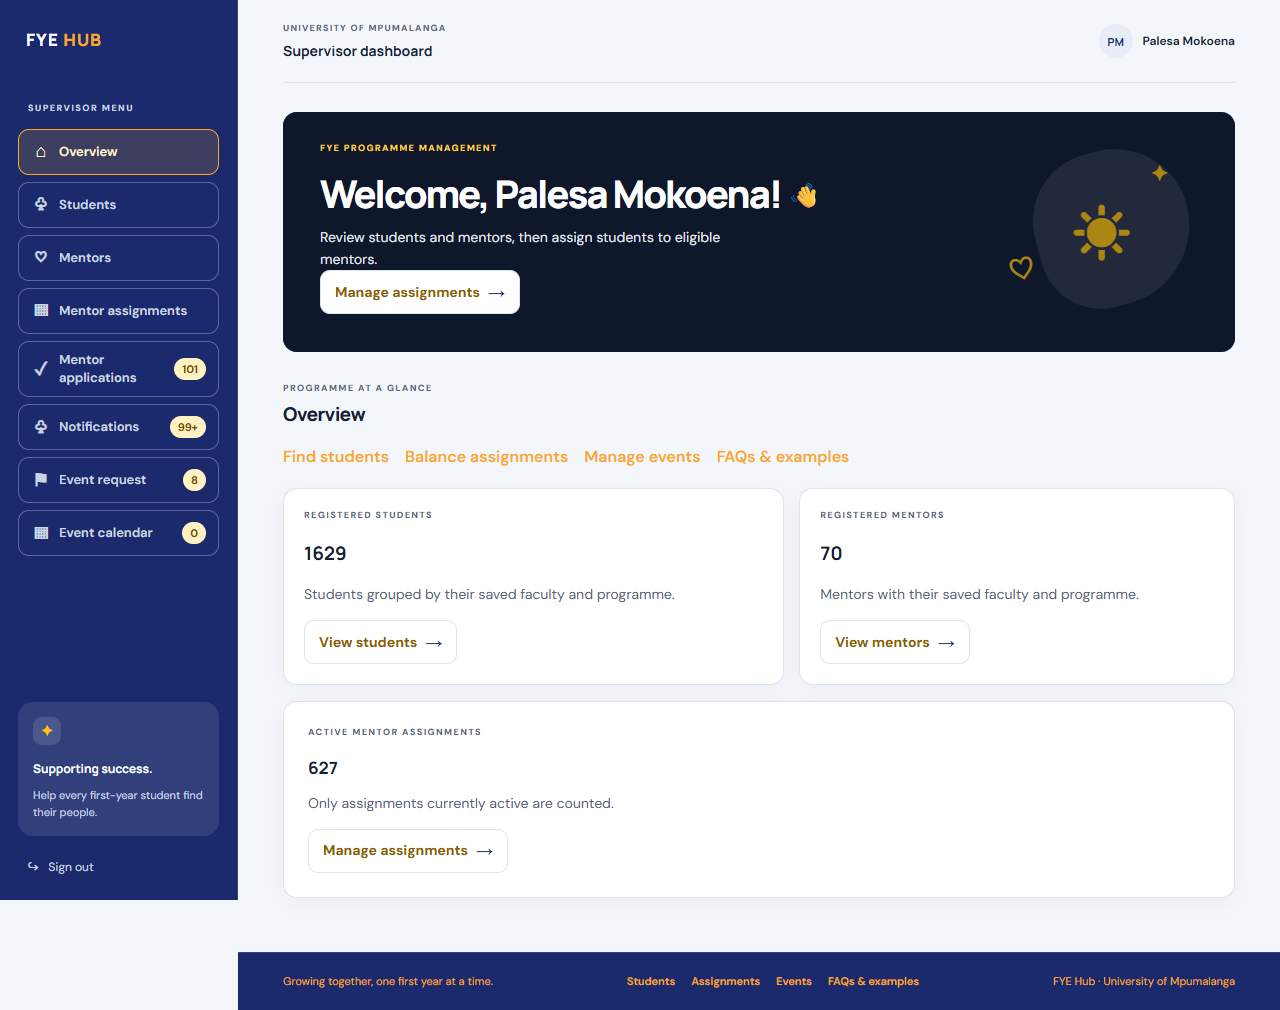 FYE HUB
SUPERVISOR MENU
Overview
Students
Mentors
Mentor assignments
Mentor
applications
101
Notifications
99+
Event request
8
Event calendar
0
Supporting success.
Help every first-year student find
their people.
Sign out
UNIVERSITY OF MPUMALANGA
Supervisor dashboard
PM
Palesa Mokoena
FYE PROGRAMME MANAGEMENT
Welcome, Palesa Mokoena! 👋
Review students and mentors, then assign students to eligible
mentors.
Manage assignments →
PROGRAMME AT A GLANCE
Overview
Find students Balance assignments Manage events FAQs & examples
REGISTERED STUDENTS
1629
Students grouped by their saved faculty and programme.
View students →
REGISTERED MENTORS
70
Mentors with their saved faculty and programme.
View mentors →
ACTIVE MENTOR ASSIGNMENTS
627
Only assignments currently active are counted.
Manage assignments →
Growing together, one first year at a time.
Students Assignments Events FAQs & examples
FYE Hub · University of Mpumalanga